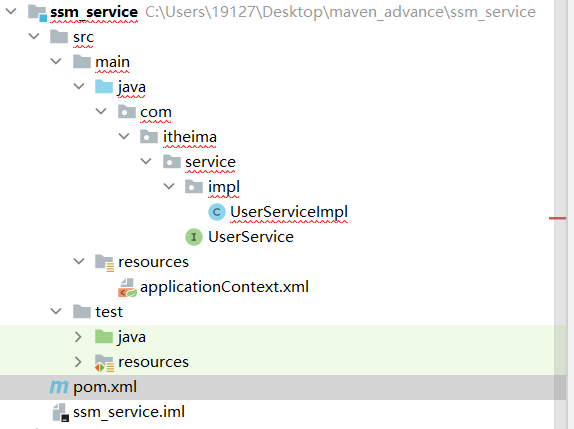 ssm_service C:\Users\19127\Desktop\maven_advance\ssm_service
src
main
java
com
itheima
service
impl
C UserServiceImpl
I UserService
resources
applicationContext.xml
test
java
resources
m pom.xml
ssm_service.iml